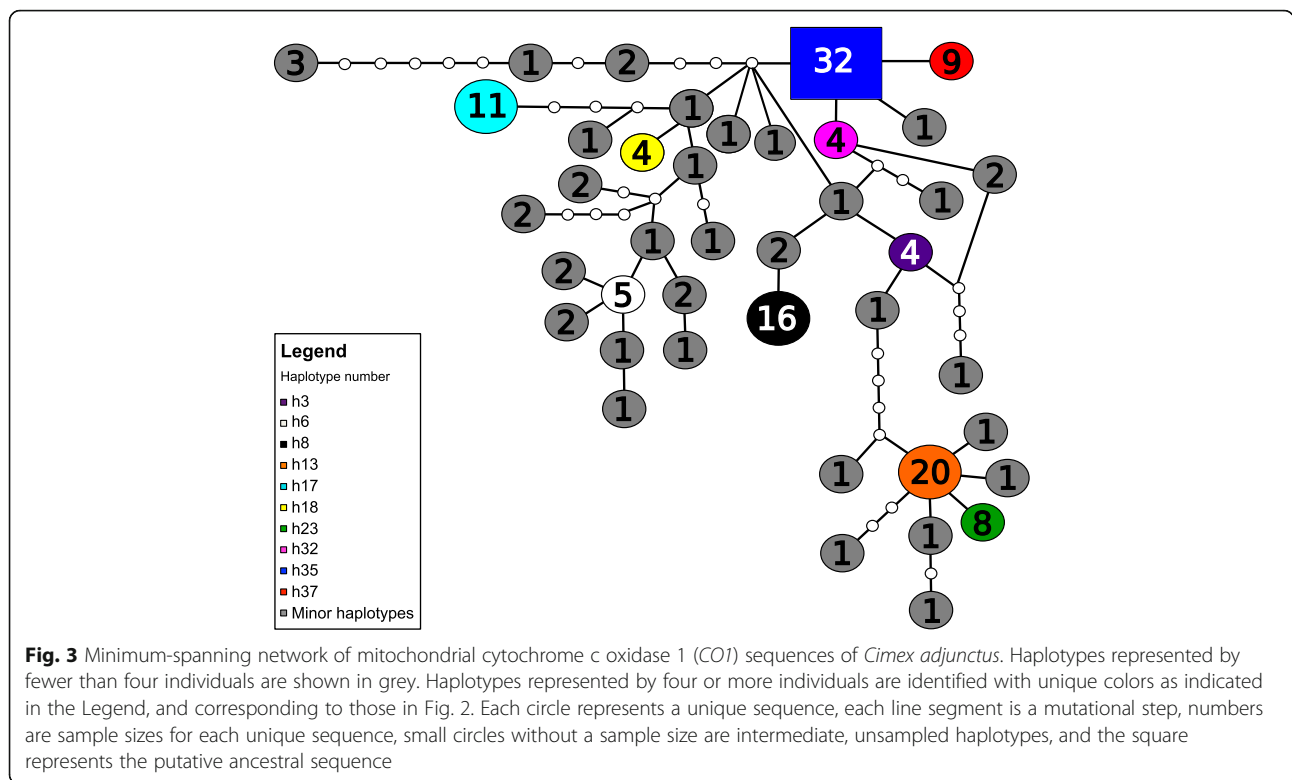 3 1 2 32 9
11 1 1 1 1 4 1
4 1 2
2 1 1
2 1 1 2 4
2 5 2 1 16
2 1 1 1
1
1 20 1
1
1 1 8
1
Legend
Haplotype number
h3
h6
h8
h13
h17
h18
h23
h32
h35
h37
Minor haplotypes
Fig. 3 Minimum-spanning network of mitochondrial cytochrome c oxidase 1 (CO1) sequences of Cimex adjunctus. Haplotypes represented by
fewer than four individuals are shown in grey. Haplotypes represented by four or more individuals are identified with unique colors as indicated
in the Legend, and corresponding to those in Fig. 2. Each circle represents a unique sequence, each line segment is a mutational step, numbers
are sample sizes for each unique sequence, small circles without a sample size are intermediate, unsampled haplotypes, and the square
represents the putative ancestral sequence